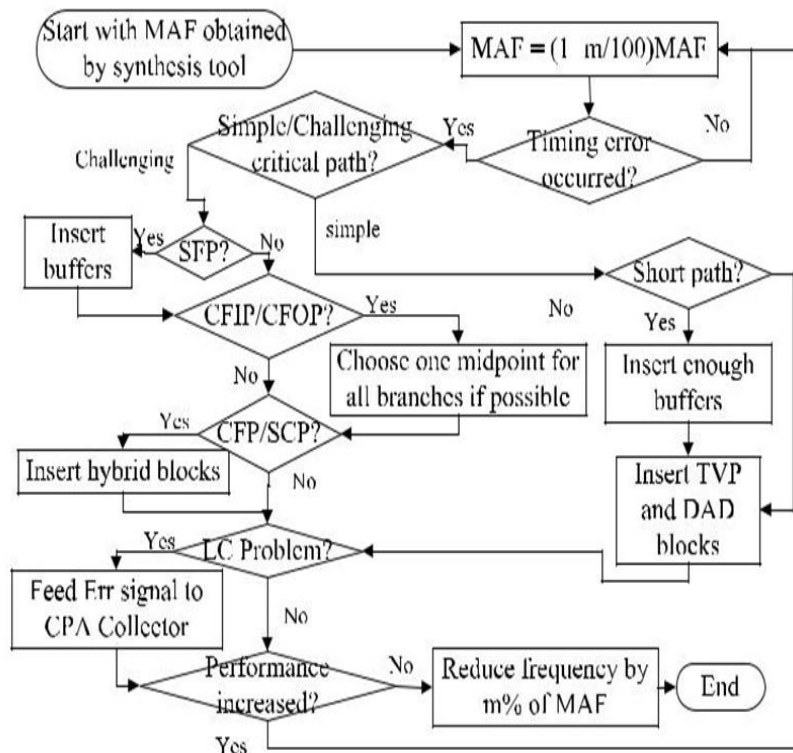 Start with MAF obtained
by synthesis tool
MAF = (1 m/100)MAF
Simple/Challenging
critical path?
Yes
Timing error
occurred?
No
Challenging
simple
Insert
buffers
Yes
SFP?
No
Short path?
No
Yes
CFIP/CFOP?
Yes
No
Choose one midpoint for
all branches if possible
Insert enough
buffers
Yes
CFP/SCP?
No
Insert hybrid blocks
Insert TVP
and DAD
blocks
Yes
LC Problem?
No
Feed Err signal to
CPA Collector
Performance
increased?
No
Yes
Reduce frequency by
m% of MAF
End